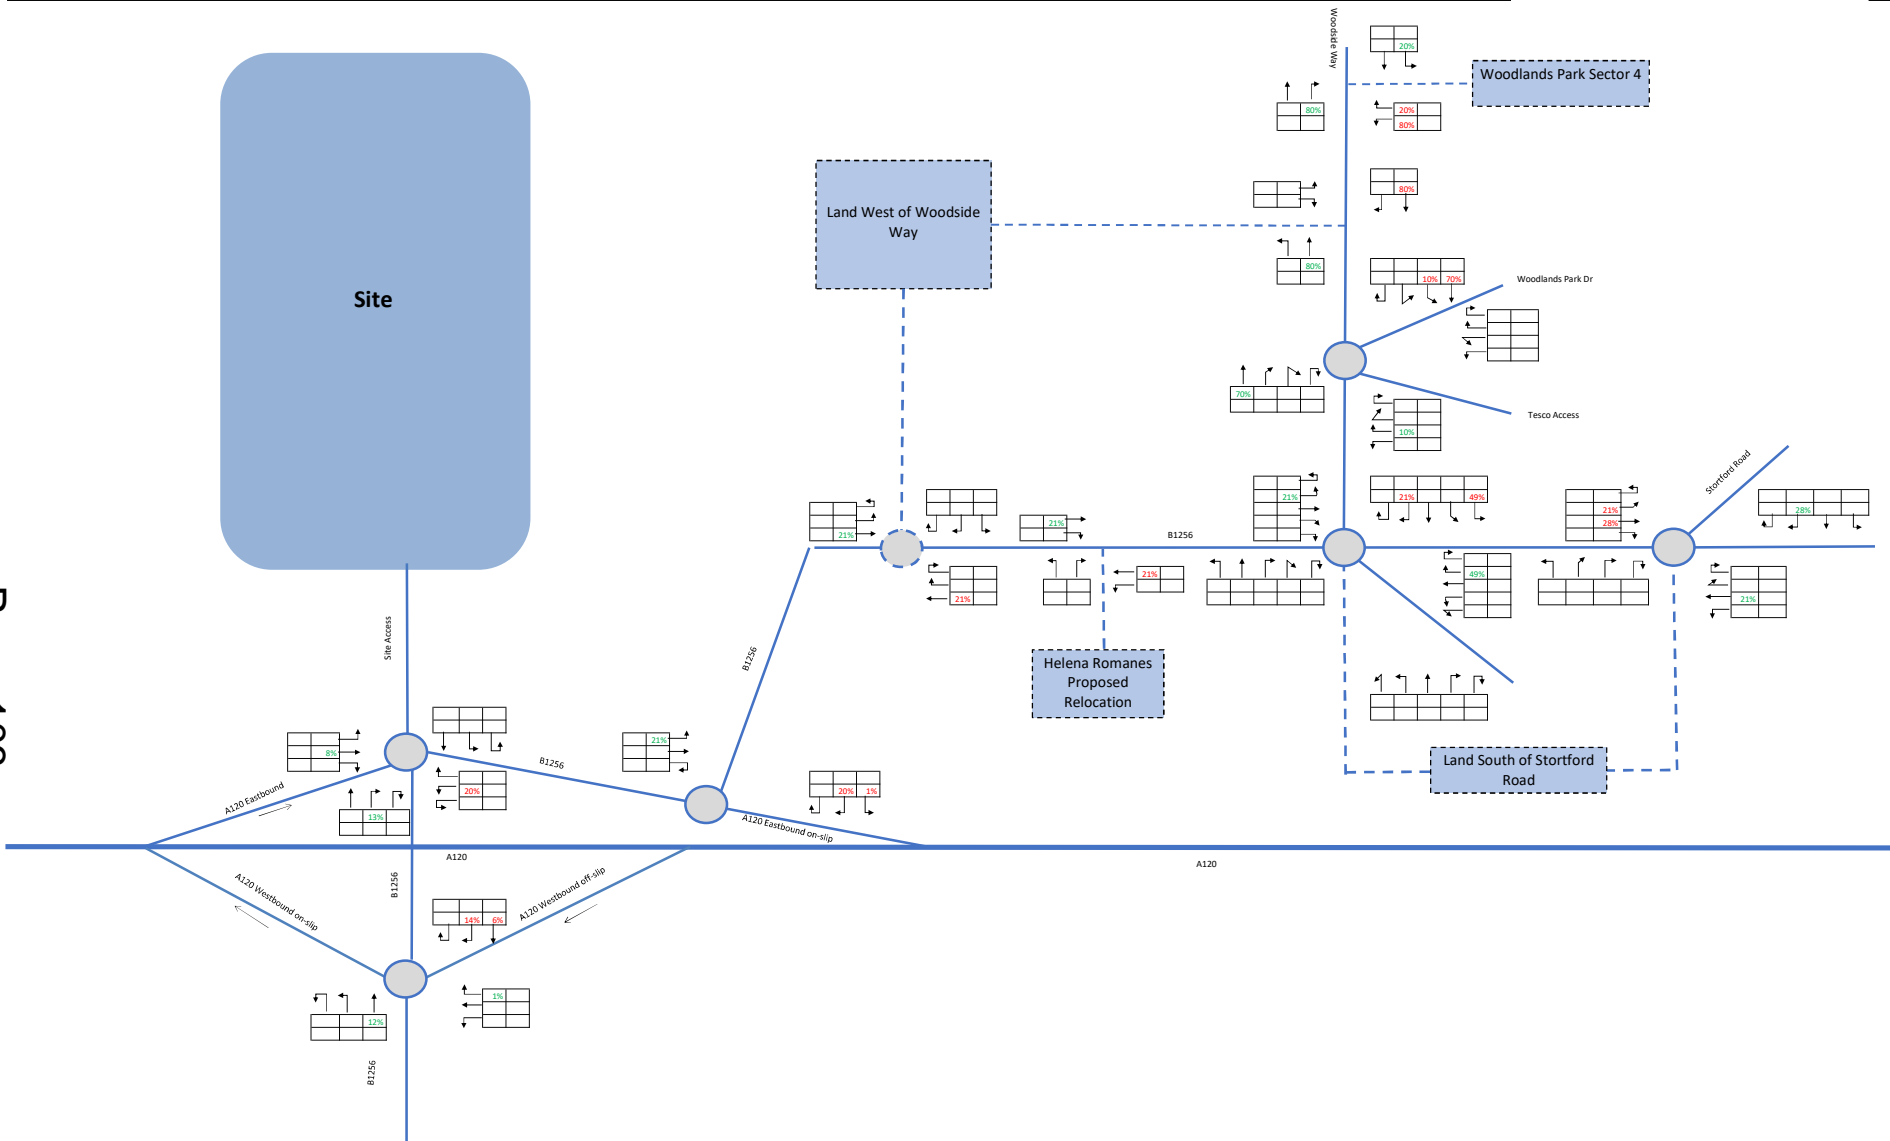 Woodside Way
20%
Woodlands Park Sector 4
80%
20%
80%
80%
Land West of Woodside
Way
80%
Site
10% 70%
Woodlands Park Dr
70%
10%
Tesco Access
Stortford Road
21%
21% 49%
21%
28%
28%
21%
21%
B1256
21%
21%
49%
21%
Site Access
B1256
Helena Romanes
Proposed
Relocation
8%
20%
13%
A120 Eastbound
B1256
21%
20% 1%
A120 Eastbound on-slip
Land South of Stortford
Road
A120
A120
B1256
A120 Westbound on-slip
A120 Westbound off-slip
14% 6%
1%
12%
B1256